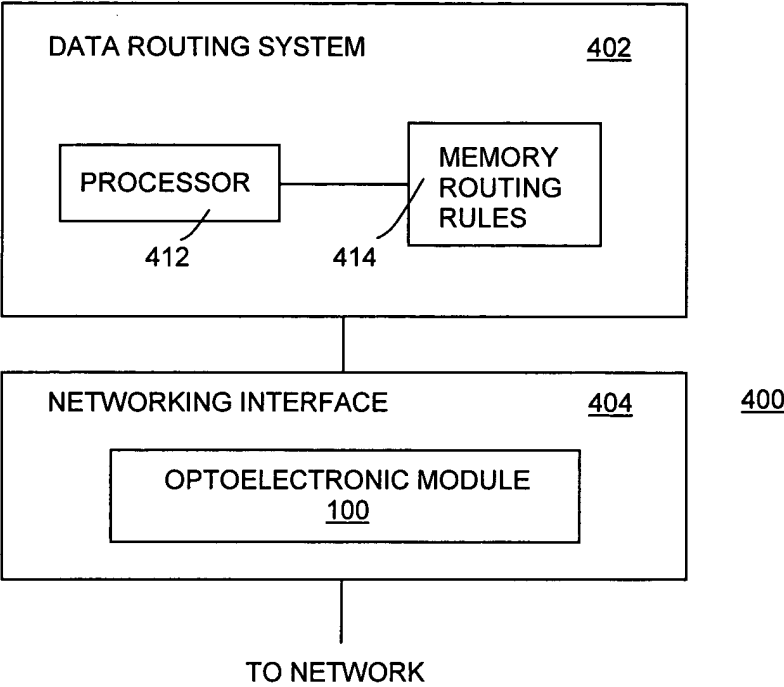 DATA ROUTING SYSTEM 402
PROCESSOR
MEMORY
ROUTING
RULES
412
414
NETWORKING INTERFACE 404
400
OPTOELECTRONIC MODULE
100
TO NETWORK